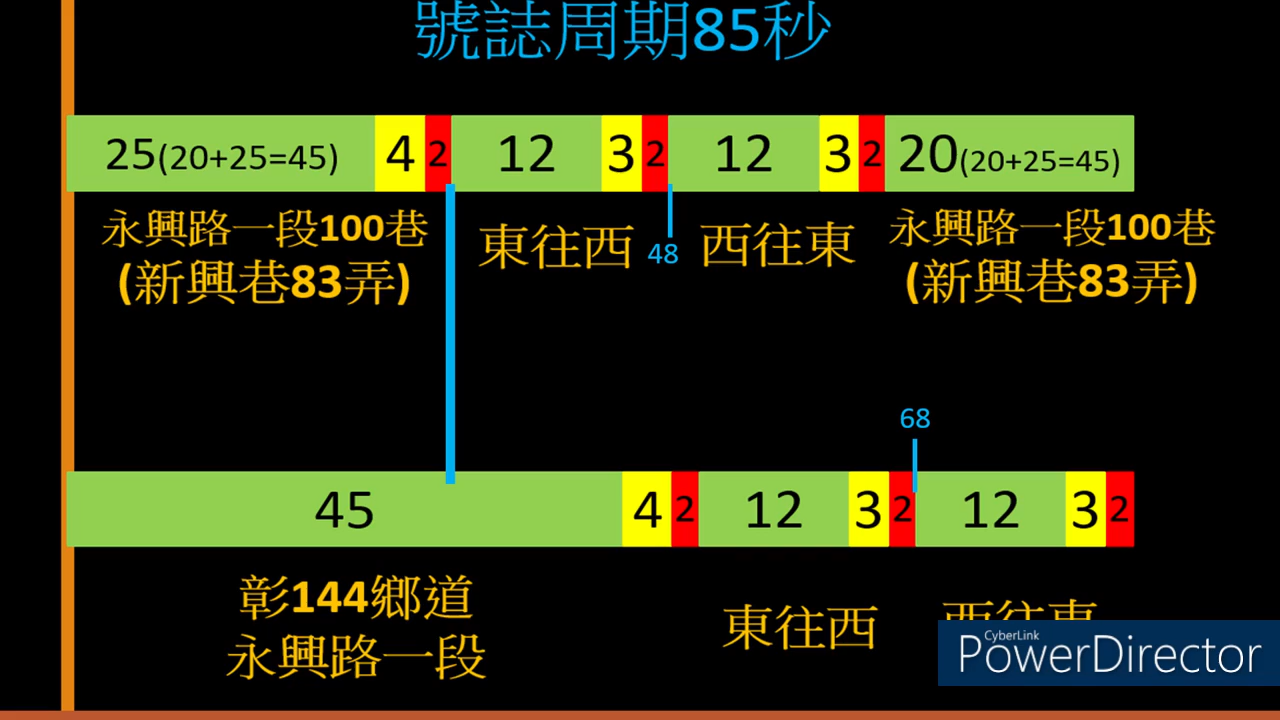 號誌周期85秒
25(20+25=45) 4 2 12 3 2 12 3 2 20(20+25=45)
永興路一段100巷 東往西 48 西往東 永興路一段100巷
(新興巷83弄) (新興巷83弄)
68
45 4 2 12 3 2 12 3 2
彰144鄉道
永興路一段 東往西 西往東
CyberLink
PowerDirector